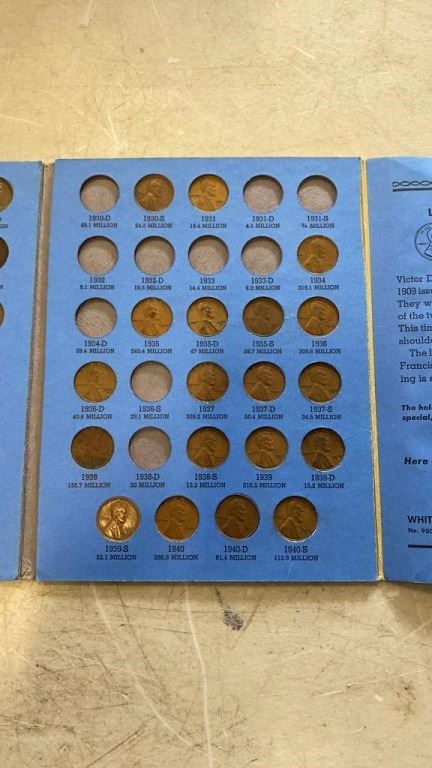 1930-D
40.1 MILLION
1930-S
24.3 MILLION
1931
19.4 MILLION
1931-D
4.5 MILLION
1931-S
MILLION
1932
9.1 MILLION
1932-D
10.5 MILLION
1933
14.4 MILLION
1933-D
6.2 MILLION
1934
219.1 MILLION
1934-D
28.4 MILLION
1935
245.4 MILLION
1935-D
47 MILLION
1935-S
38.7 MILLION
1936
309.6 MILLION
1936-D
40.6 MILLION
1936-S
29.1 MILLION
1937
309.2 MILLION
1937-D
50.4 MILLION
1937-S
34.5 MILLION
1938
156.7 MILLION
1938-D
20 MILLION
1938-S
15.2 MILLION
1939
316.5 MILLION
1939-D
15.2 MILLION
1939-S
52.1 MILLION
1940
586.8 MILLION
1940-D
81.4 MILLION
1940-S
112.9 MILLION
L
Victor D
1909 issu
They w
of the tw
This tin
shoulde
The l
Francis
ing is s
The hol
special,
Here
WHIT
No. 900